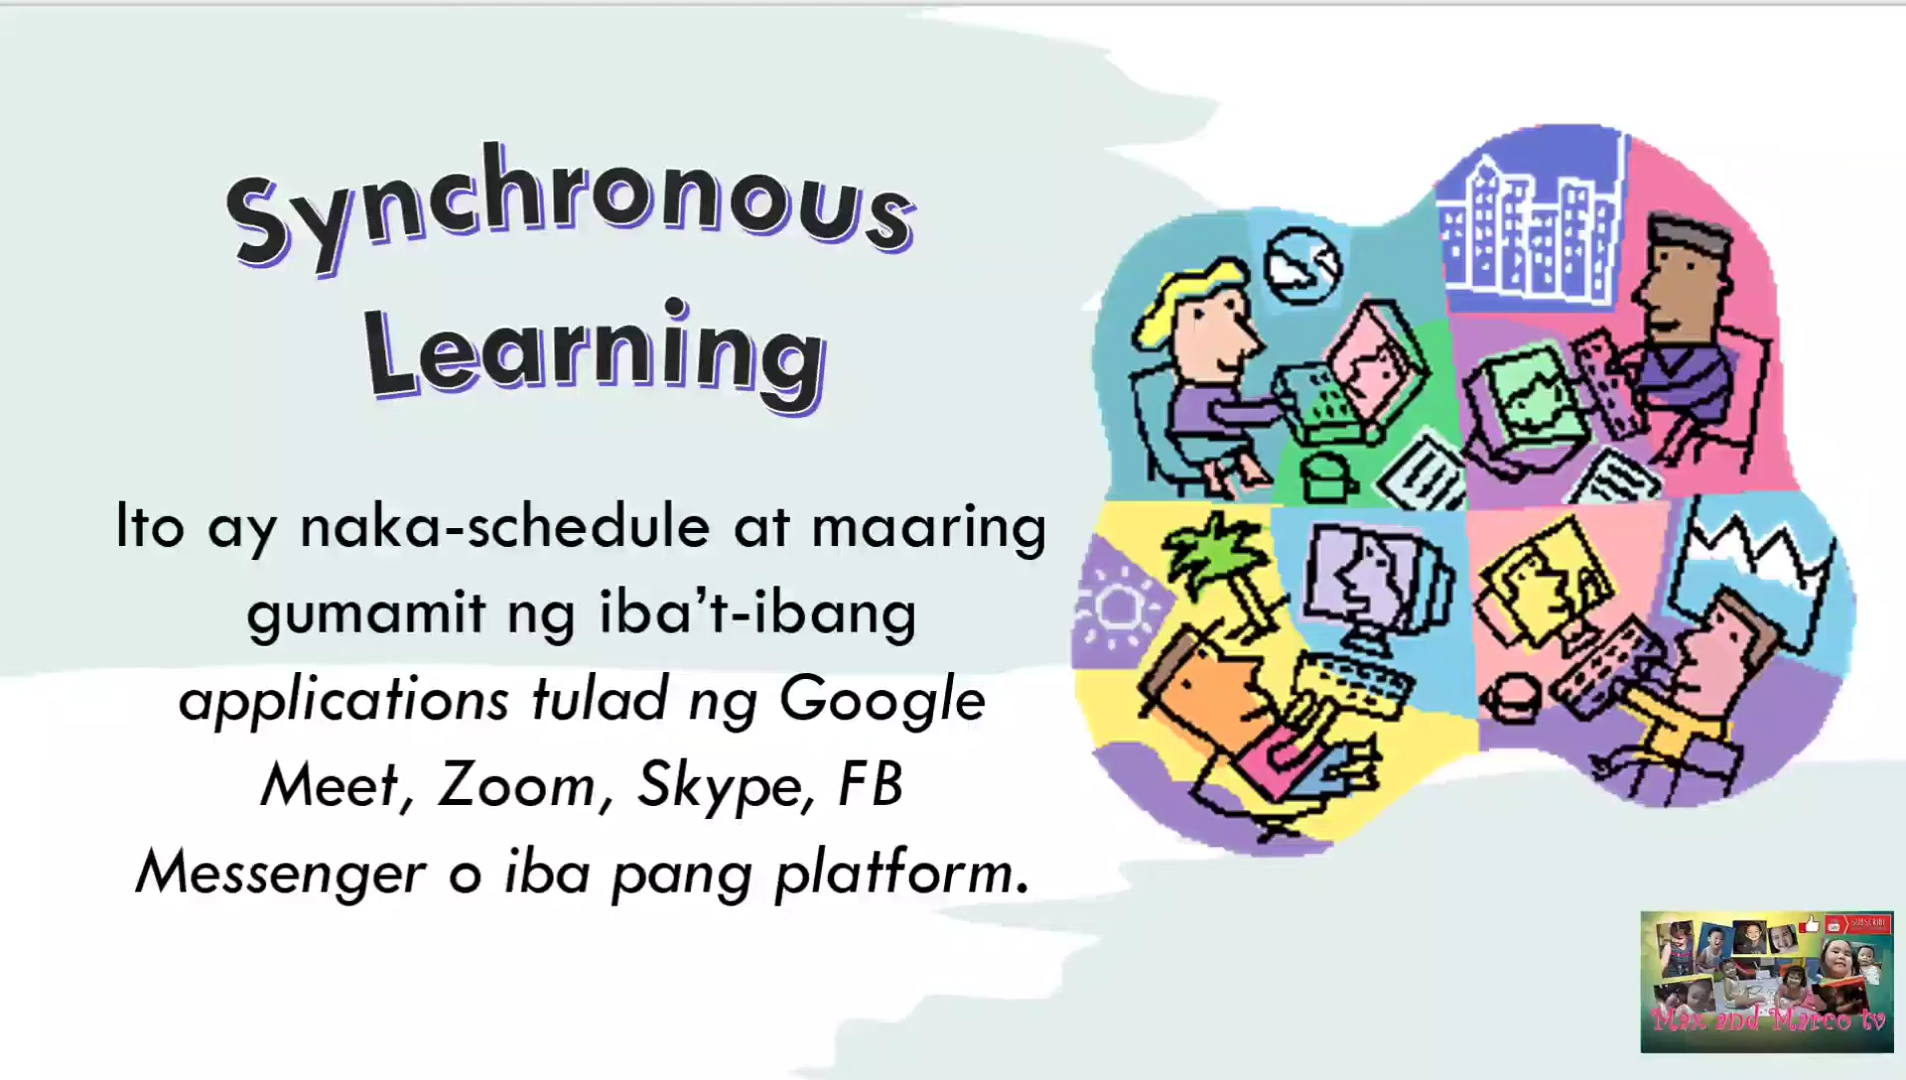 Synchronous
Learning
Ito ay naka-schedule at maaring
gumamit ng iba’t-ibang
applications tulad ng Google
Meet, Zoom, Skype, FB
Messenger o iba pang platform.
SUBSCRIBE
Max and Marco tv